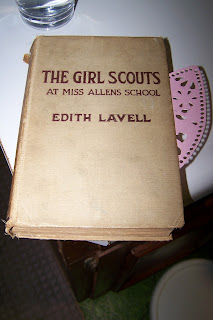 THE GIRL SCOUTS
AT MISS ALLENS SCHOOL
EDITH LAVELL